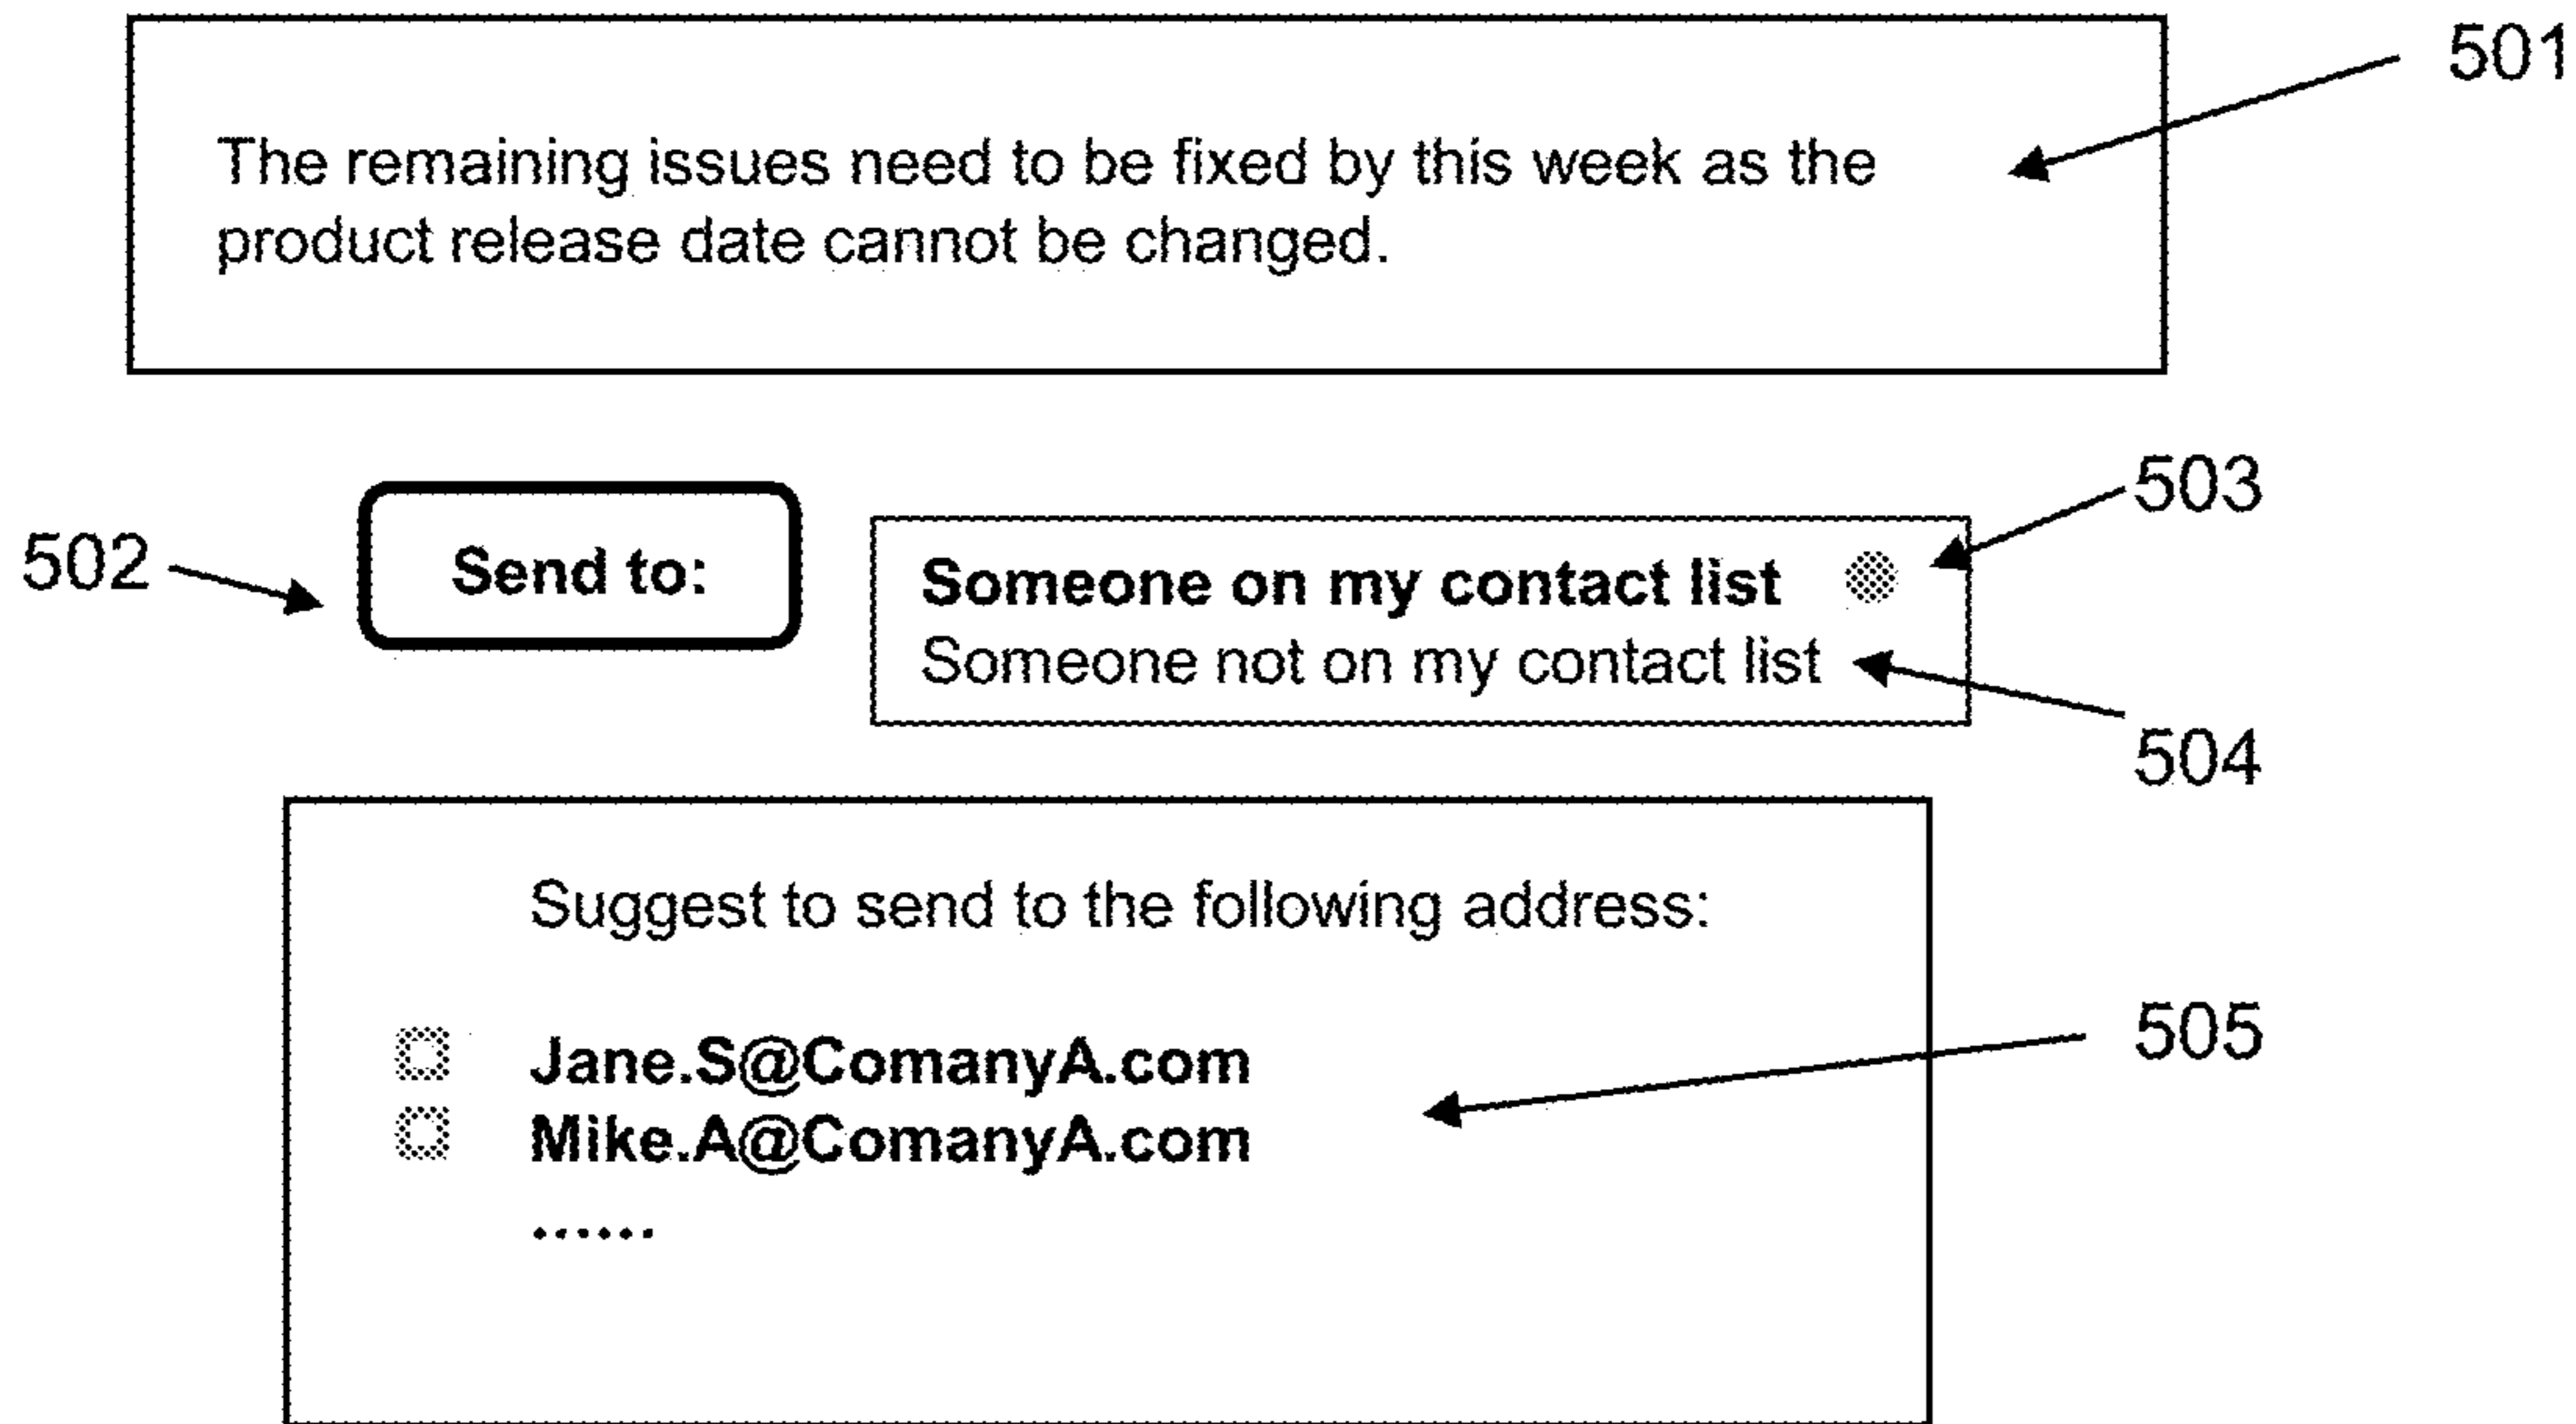 501
The remaining issues need to be fixed by this week as the
product release date cannot be changed.
503
502
Send to:
Someone on my contact list
Someone not on my contact list
504
Suggest to send to the following address:
505
Jane.S@ComanyA.com
Mike.A@ComanyA.com
......